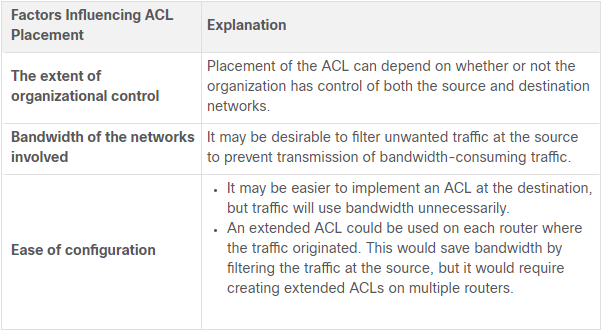 Factors Influencing ACL
Placement
Explanation
The extent of
organizational control
Placement of the ACL can depend on whether or not the
organization has control of both the source and destination
networks.
Bandwidth of the networks
involved
It may be desirable to filter unwanted traffic at the source
to prevent transmission of bandwidth-consuming traffic.
Ease of configuration
• It may be easier to implement an ACL at the destination,
but traffic will use bandwidth unnecessarily.
• An extended ACL could be used on each router where
the traffic originated. This would save bandwidth by
filtering the traffic at the source, but it would require
creating extended ACLs on multiple routers.